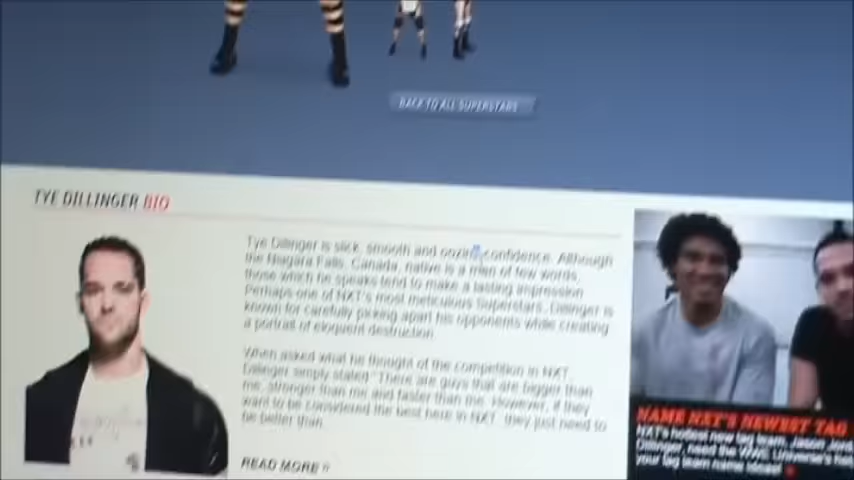 BACK TO ALL SUPERSTARS
TYE DILLINGER BIO
Tye Dillinger is slick, smooth and oozing confidence. Although
the Niagara Falls, Canada, native is a man of few words,
those which he speaks tend to make a lasting impression.
Perhaps one of NXT's most meticulous Superstars, Dillinger is
known for carefully picking apart his opponents while creating
a portrait of eloquent destruction.
When asked what he thought of the competition in NXT,
Dillinger simply stated "There are guys that are bigger than
me, stronger than me and faster than me. However, if they
want to be considered the best here in NXT, they just need to
be better than
READ MORE »
NAME NXT'S NEWEST TAG
NXT's hottest new tag team, Jason Jord
Dillinger, need the WWE Universe's hel
your tag team name ideas!